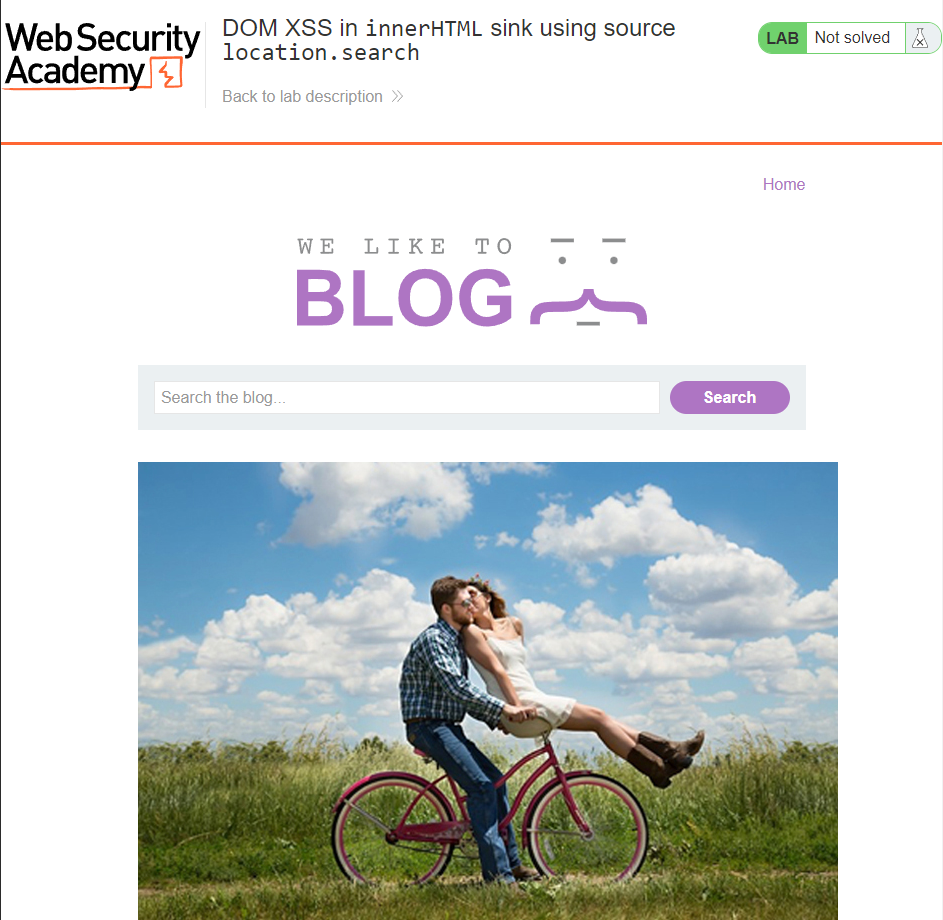 Web Security
Academy
DOM XSS in innerHTML sink using source
location.search
Back to lab description
LAB Not solved
Home
WE LIKE TO
BLOG
Search the blog...
Search